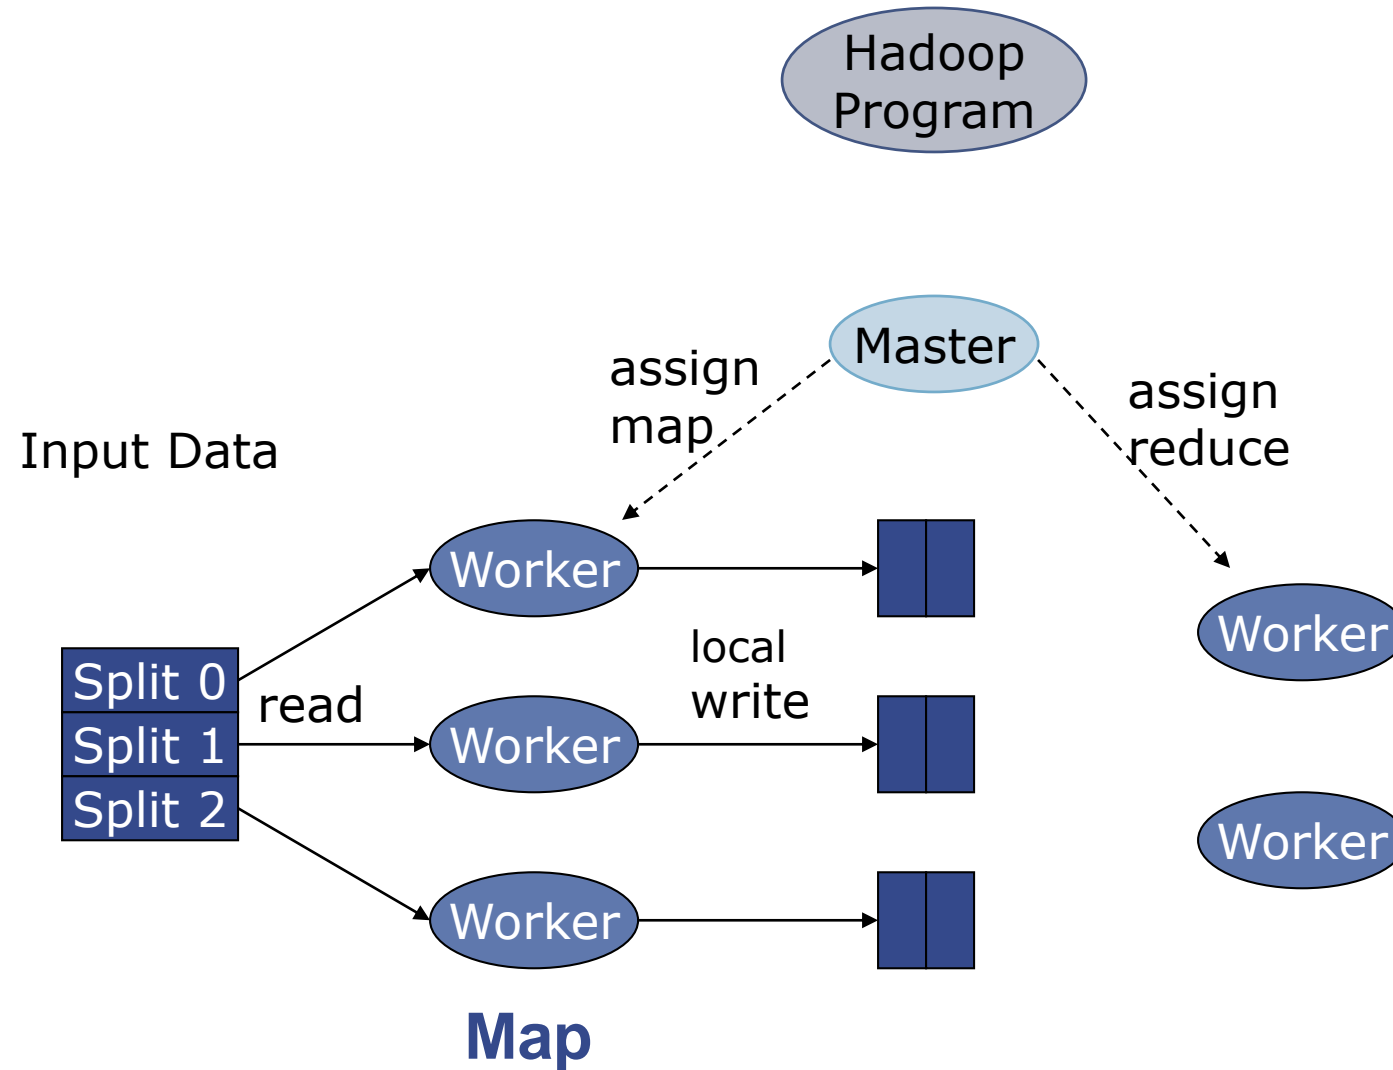 Hadoop
Program
Master
assign
map
assign
reduce
Input Data
Worker
Worker
local
write
Split 0
read
Split 1
Worker
Split 2
Worker
Worker
Map